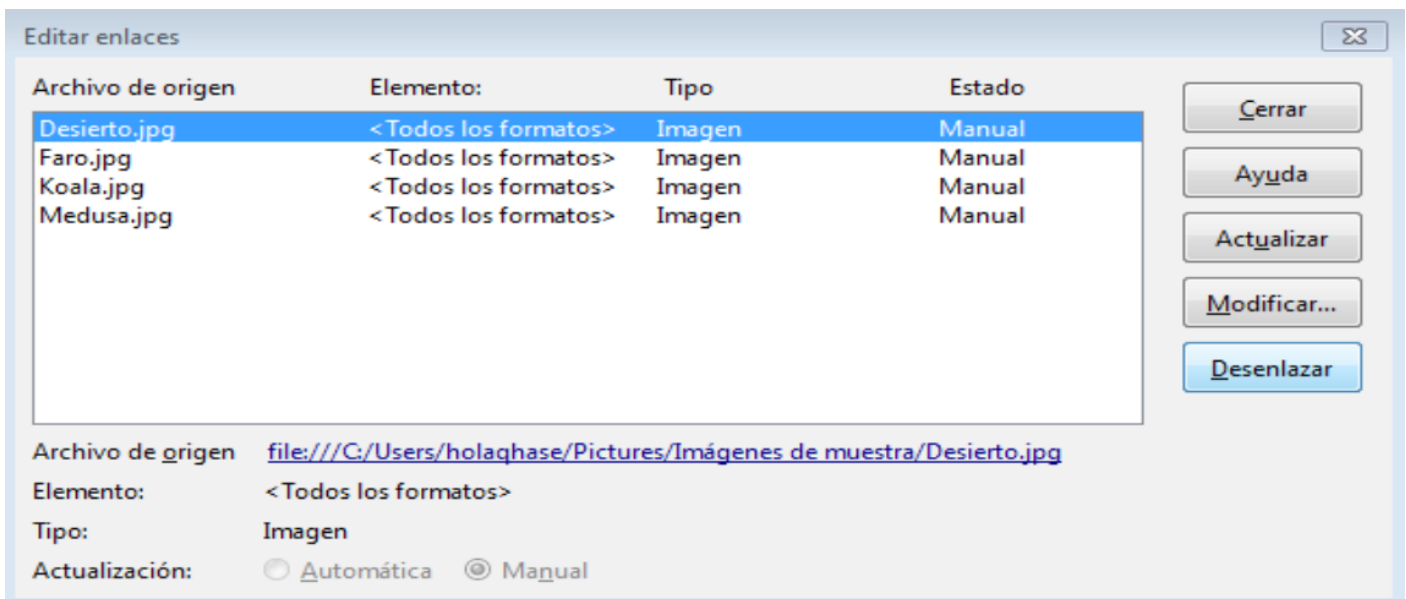 Editar enlaces
Archivo de origen Elemento: Tipo Estado
Desierto.jpg <Todos los formatos> Imagen Manual
Faro.jpg <Todos los formatos> Imagen Manual
Koala.jpg <Todos los formatos> Imagen Manual
Medusa.jpg <Todos los formatos> Imagen Manual
Cerrar
Ayuda
Actualizar
Modificar...
Desenlazar
Archivo de origen file:///C:/Users/holaqhase/Pictures/Imágenes de muestra/Desierto.jpg
Elemento: <Todos los formatos>
Tipo: Imagen
Actualización: Automática Manual